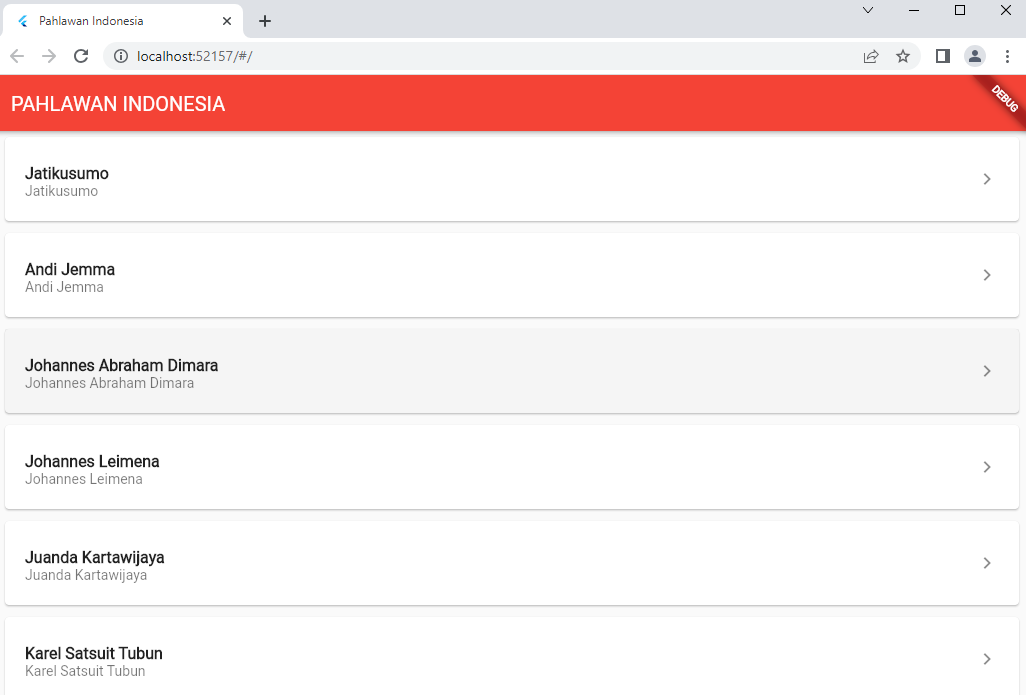 Pahlawan Indonesia
localhost:52157/#/
PAHLAWAN INDONESIA
DEBUG
Jatikusumo
Jatikusumo
Andi Jemma
Andi Jemma
Johannes Abraham Dimara
Johannes Abraham Dimara
Johannes Leimena
Johannes Leimena
Juanda Kartawijaya
Juanda Kartawijaya
Karel Satsuit Tubun
Karel Satsuit Tubun